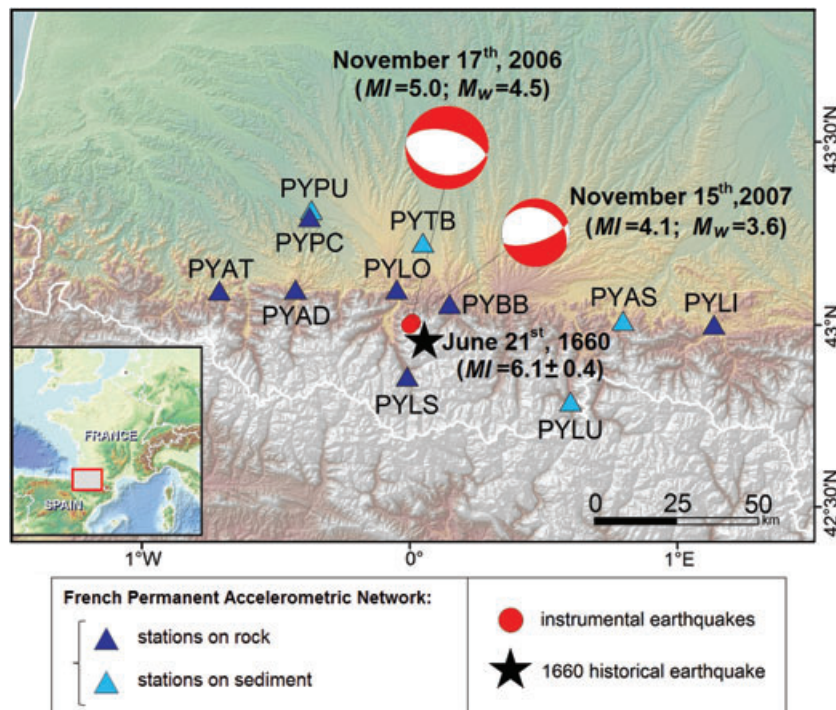 November 17th, 2006
(Ml=5.0; Mw=4.5)
November 15th,2007
(Ml=4.1; Mw=3.6)
PYPU
PYPC
PYTB
PYAT
PYAD
PYLO
PYBB
PYAS
PYLI
June 21st, 1660
(Ml=6.1± 0.4)
PYLS
PYLU
FRANCE
SPAIN
0 25 50
km
43°30'N
43°N
42°30'N
1°W
0°
1°E
French Permanent Accelerometric Network:
stations on rock
stations on sediment
instrumental earthquakes
1660 historical earthquake